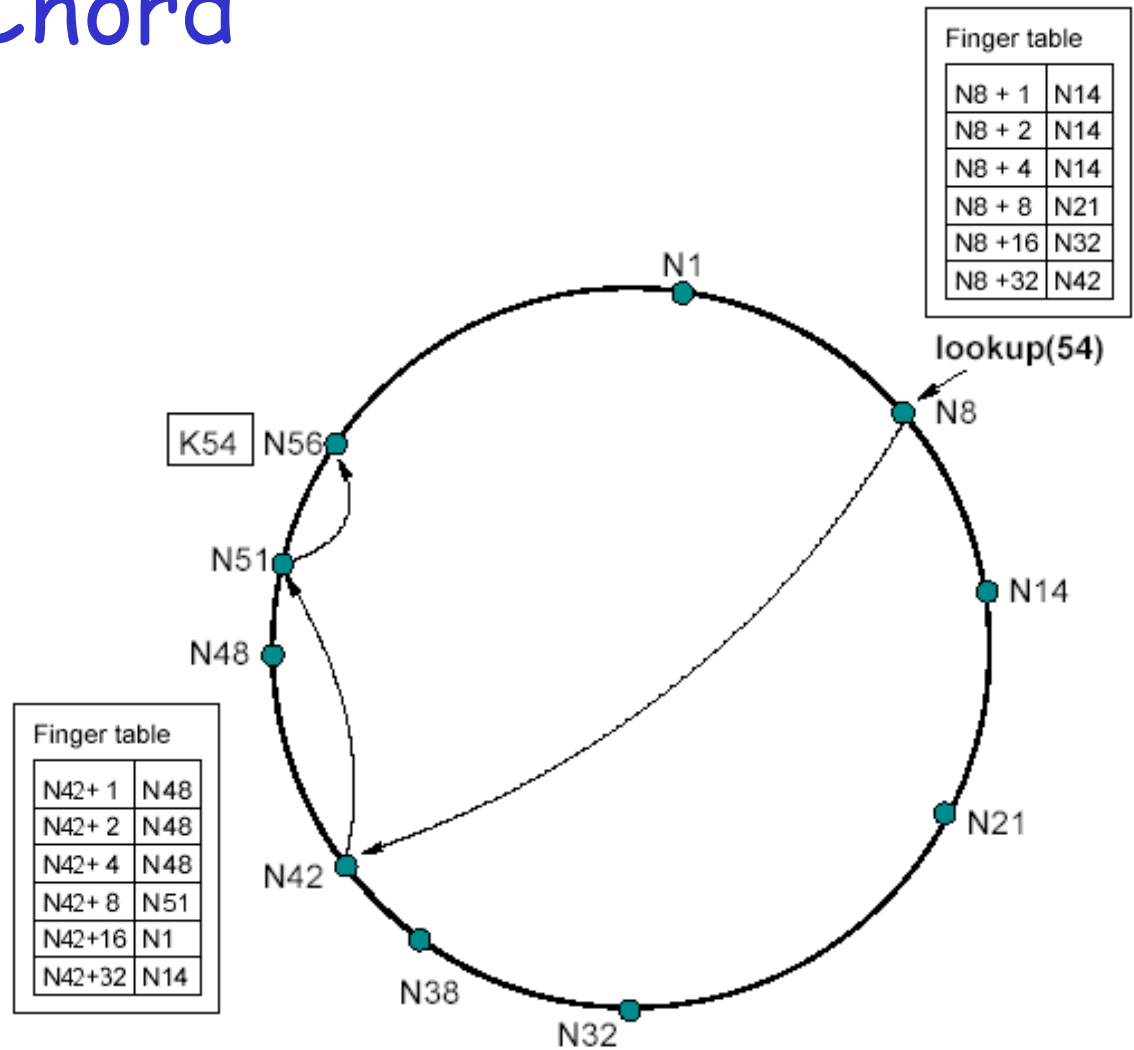 Chord
Finger table
N8 + 1 N14
N8 + 2 N14
N8 + 4 N14
N8 + 8 N21
N8 +16 N32
N8 +32 N42
N1
lookup(54)
N8
K54 N56
N51
N14
N48
Finger table
N42+ 1 N48
N42+ 2 N48
N42+ 4 N48
N42+ 8 N51
N42+16 N1
N42+32 N14
N21
N42
N38
N32